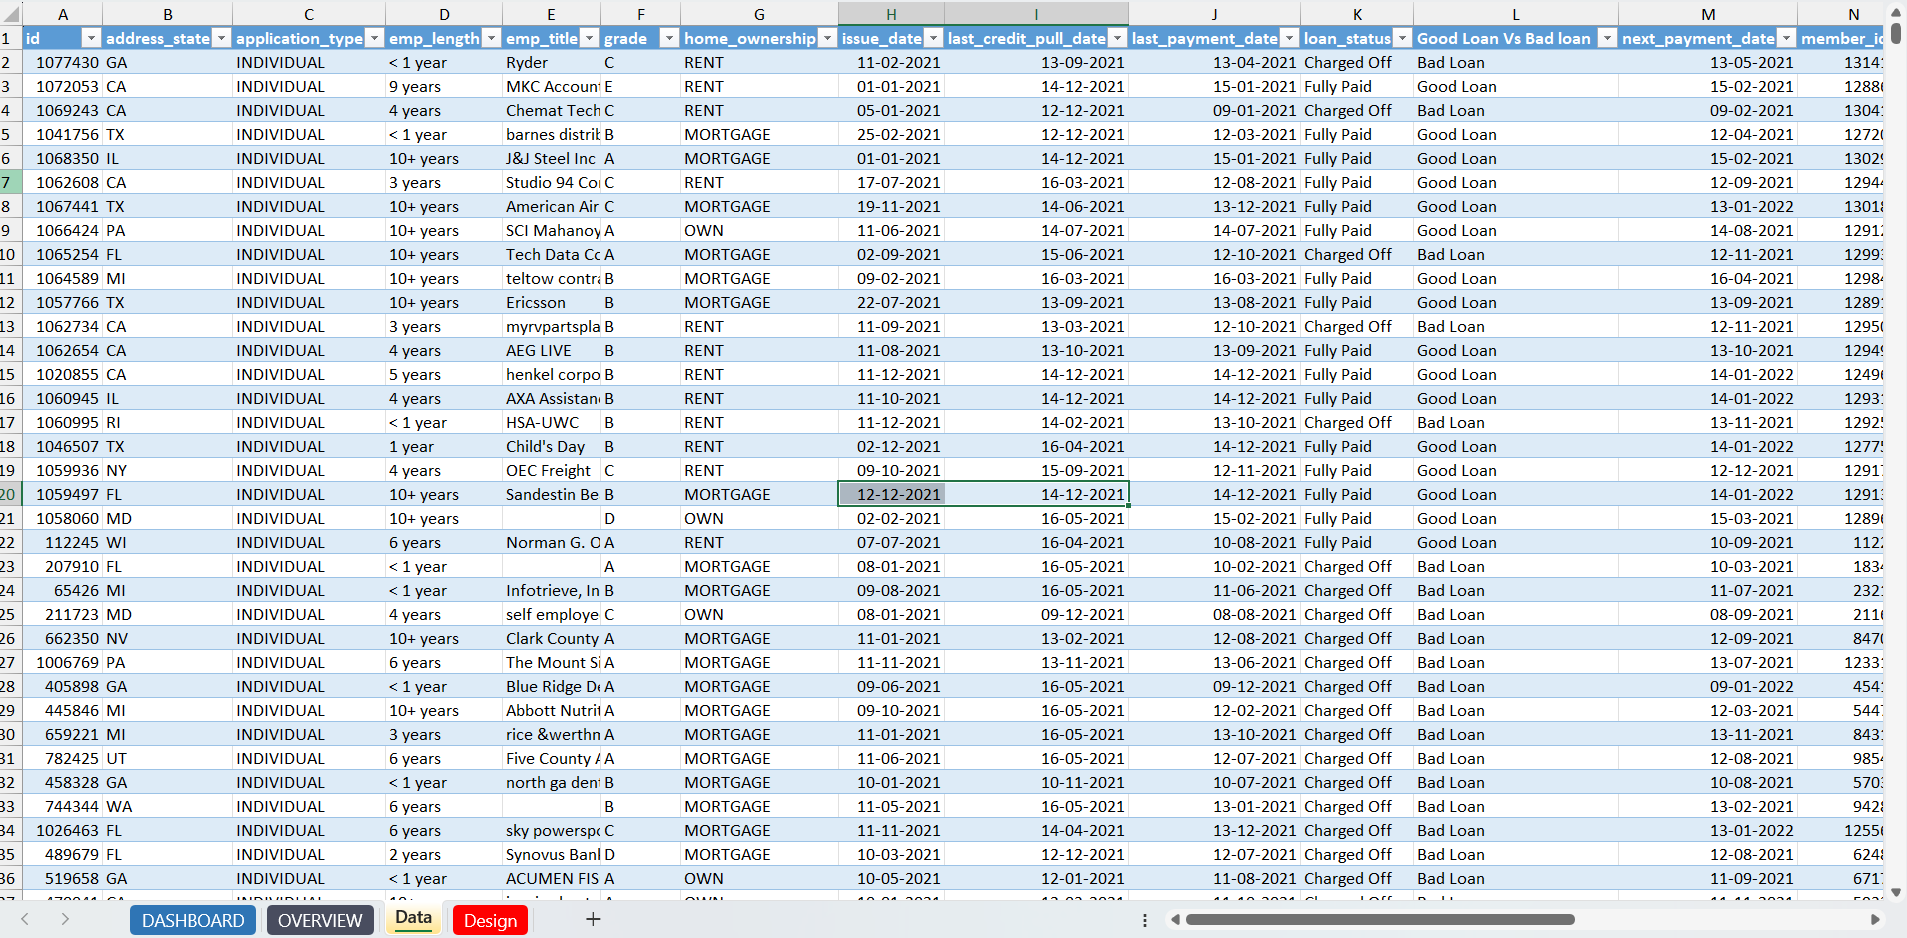 A B C D E F G H I J K L M N
1 id address_state application_type emp_length emp_title grade home_ownership issue_date last_credit_pull_date last_payment_date loan_status Good Loan Vs Bad loan next_payment_date member_id
2 1077430 GA INDIVIDUAL < 1 year Ryder C RENT 11-02-2021 13-09-2021 13-04-2021 Charged Off Bad Loan 13-05-2021 1314
3 1072053 CA INDIVIDUAL 9 years MKC Accoun E RENT 01-01-2021 14-12-2021 15-01-2021 Fully Paid Good Loan 15-02-2021 1288
4 1069243 CA INDIVIDUAL 4 years Chemat Tech C RENT 05-01-2021 12-12-2021 09-01-2021 Charged Off Bad Loan 09-02-2021 1304
5 1041756 TX INDIVIDUAL < 1 year barnes distrib B MORTGAGE 25-02-2021 12-12-2021 12-03-2021 Fully Paid Good Loan 12-04-2021 1272
6 1068350 IL INDIVIDUAL 10+ years J&J Steel Inc A MORTGAGE 01-01-2021 14-12-2021 15-01-2021 Fully Paid Good Loan 15-02-2021 1302
7 1062608 CA INDIVIDUAL 3 years Studio 94 Co C RENT 17-07-2021 16-03-2021 12-08-2021 Fully Paid Good Loan 12-09-2021 1294
8 1067441 TX INDIVIDUAL 10+ years American Air C MORTGAGE 19-11-2021 14-06-2021 13-12-2021 Fully Paid Good Loan 13-01-2022 1301
9 1066424 PA INDIVIDUAL 10+ years SCI Mahanoy A OWN 11-06-2021 14-07-2021 14-07-2021 Fully Paid Good Loan 14-08-2021 1291
10 1065254 FL INDIVIDUAL 10+ years Tech Data Co A MORTGAGE 02-09-2021 15-06-2021 12-10-2021 Charged Off Bad Loan 12-11-2021 1299
11 1064589 MI INDIVIDUAL 10+ years teltow contra B MORTGAGE 09-02-2021 16-03-2021 16-03-2021 Fully Paid Good Loan 16-04-2021 1298
12 1057766 TX INDIVIDUAL 10+ years Ericsson B MORTGAGE 22-07-2021 13-09-2021 13-08-2021 Fully Paid Good Loan 13-09-2021 1289
13 1062734 CA INDIVIDUAL 3 years myrvpartspla B RENT 11-09-2021 13-03-2021 12-10-2021 Charged Off Bad Loan 12-11-2021 1295
14 1062654 CA INDIVIDUAL 4 years AEG LIVE B RENT 11-08-2021 13-10-2021 13-09-2021 Fully Paid Good Loan 13-10-2021 1294
15 1020855 CA INDIVIDUAL 5 years henkel corpo B RENT 11-12-2021 14-12-2021 14-12-2021 Fully Paid Good Loan 14-01-2022 1249
16 1060945 IL INDIVIDUAL 4 years AXA Assistan B RENT 11-10-2021 14-12-2021 14-12-2021 Fully Paid Good Loan 14-01-2022 1293
17 1060995 RI INDIVIDUAL < 1 year HSA-UWC B RENT 11-12-2021 14-02-2021 13-10-2021 Charged Off Bad Loan 13-11-2021 1292
18 1046507 TX INDIVIDUAL 1 year Child's Day B RENT 02-12-2021 16-04-2021 14-12-2021 Fully Paid Good Loan 14-01-2022 1277
19 1059936 NY INDIVIDUAL 4 years OEC Freight C RENT 09-10-2021 15-09-2021 12-11-2021 Fully Paid Good Loan 12-12-2021 1291
20 1059497 FL INDIVIDUAL 10+ years Sandestin Be B MORTGAGE 12-12-2021 14-12-2021 14-12-2021 Fully Paid Good Loan 14-01-2022 1291
21 1058060 MD INDIVIDUAL 10+ years D OWN 02-02-2021 16-05-2021 15-02-2021 Fully Paid Good Loan 15-03-2021 1289
22 112245 WI INDIVIDUAL 6 years Norman G. O A RENT 07-07-2021 16-04-2021 10-08-2021 Fully Paid Good Loan 10-09-2021 112
23 207910 FL INDIVIDUAL < 1 year A MORTGAGE 08-01-2021 16-05-2021 10-02-2021 Charged Off Bad Loan 10-03-2021 183
24 65426 MI INDIVIDUAL < 1 year Infotrieve, In B MORTGAGE 09-08-2021 16-05-2021 11-06-2021 Charged Off Bad Loan 11-07-2021 232
25 211723 MD INDIVIDUAL 4 years self employe C OWN 08-01-2021 09-12-2021 08-08-2021 Charged Off Bad Loan 08-09-2021 211
26 662350 NV INDIVIDUAL 10+ years Clark County A MORTGAGE 11-01-2021 13-02-2021 12-08-2021 Charged Off Bad Loan 12-09-2021 847
27 1006769 PA INDIVIDUAL 6 years The Mount Si A MORTGAGE 11-11-2021 13-11-2021 13-06-2021 Charged Off Bad Loan 13-07-2021 1233
28 405898 GA INDIVIDUAL < 1 year Blue Ridge De A MORTGAGE 09-06-2021 16-05-2021 09-12-2021 Charged Off Bad Loan 09-01-2022 454
29 445846 MI INDIVIDUAL 10+ years Abbott Nutrit A MORTGAGE 09-10-2021 16-05-2021 12-02-2021 Charged Off Bad Loan 12-03-2021 544
30 659221 MI INDIVIDUAL 3 years rice &werthm A MORTGAGE 11-01-2021 16-05-2021 13-10-2021 Charged Off Bad Loan 13-11-2021 843
31 782425 UT INDIVIDUAL 6 years Five County A MORTGAGE 11-06-2021 16-05-2021 12-07-2021 Charged Off Bad Loan 12-08-2021 985
32 458328 GA INDIVIDUAL < 1 year north ga den B MORTGAGE 10-01-2021 10-11-2021 10-07-2021 Charged Off Bad Loan 10-08-2021 570
33 744344 WA INDIVIDUAL 6 years B MORTGAGE 11-05-2021 16-05-2021 13-01-2021 Charged Off Bad Loan 13-02-2021 942
34 1026463 FL INDIVIDUAL 6 years sky powerspo C MORTGAGE 11-11-2021 14-04-2021 13-12-2021 Charged Off Bad Loan 13-01-2022 1255
35 489679 FL INDIVIDUAL 2 years Synovus Ban D MORTGAGE 10-03-2021 12-12-2021 12-07-2021 Charged Off Bad Loan 12-08-2021 624
36 519658 GA INDIVIDUAL < 1 year ACUMEN FIS A OWN 10-05-2021 12-01-2021 11-08-2021 Charged Off Bad Loan 11-09-2021 671
DASHBOARD OVERVIEW Data Design